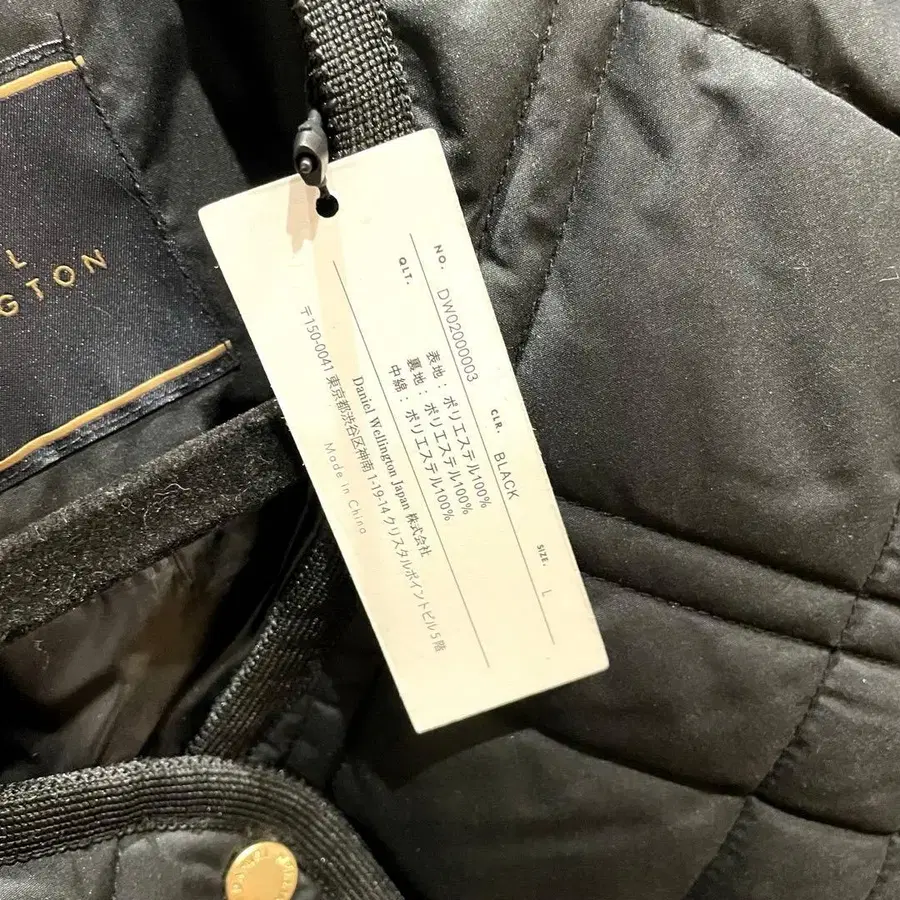 L
NGTON
NO. DW02000003 CLR. BLACK SIZE. L
QLT. 表地: ポリエステル100%
裏地: ポリエステル100%
中綿: ポリエステル100%
Daniel Wellington Japan 株式会社
〒150-0041 東京都渋谷区神南1-19-14 クリスタルポイントビル5階
Made in China